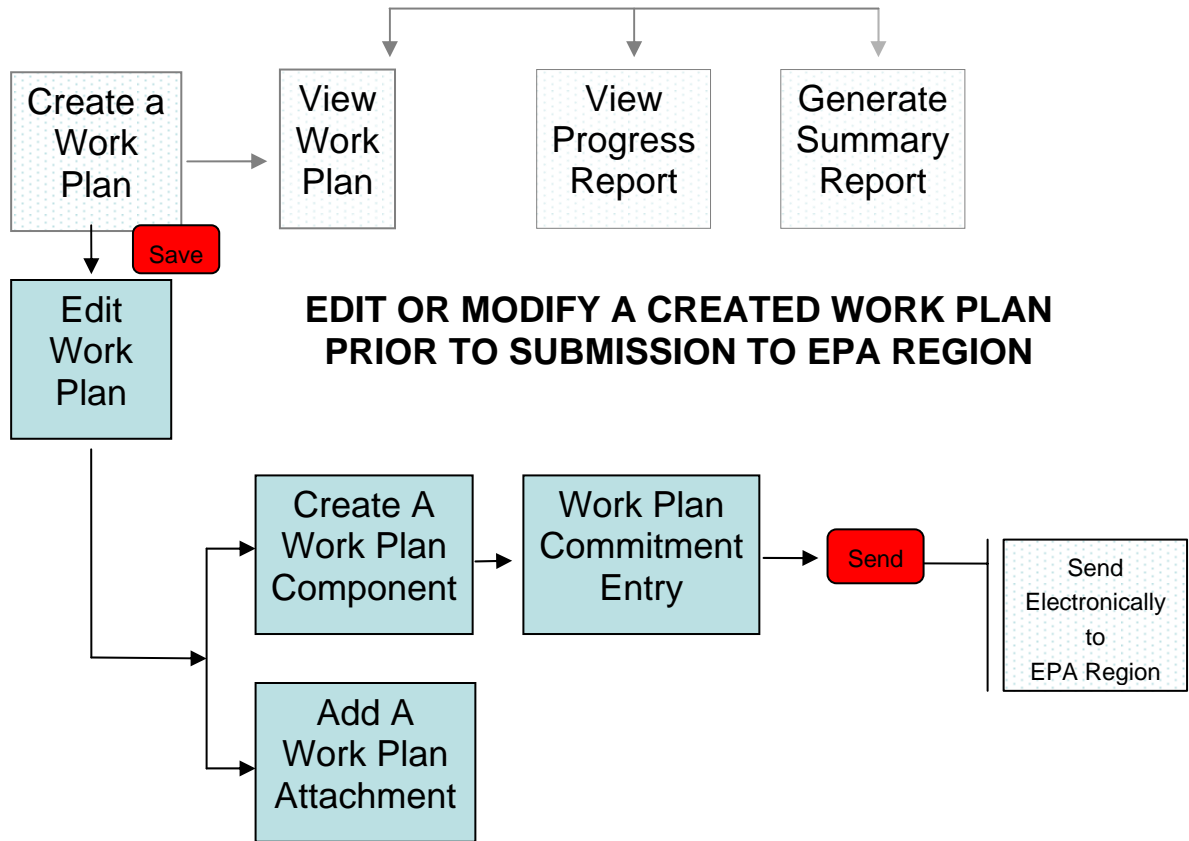 Create a
Work
Plan
View
Work
Plan
View
Progress
Report
Generate
Summary
Report
Save
Edit
Work
Plan
EDIT OR MODIFY A CREATED WORK PLAN
PRIOR TO SUBMISSION TO EPA REGION
Create A
Work Plan
Component
Work Plan
Commitment
Entry
Send
Send
Electronically
to
EPA Region
Add A
Work Plan
Attachment